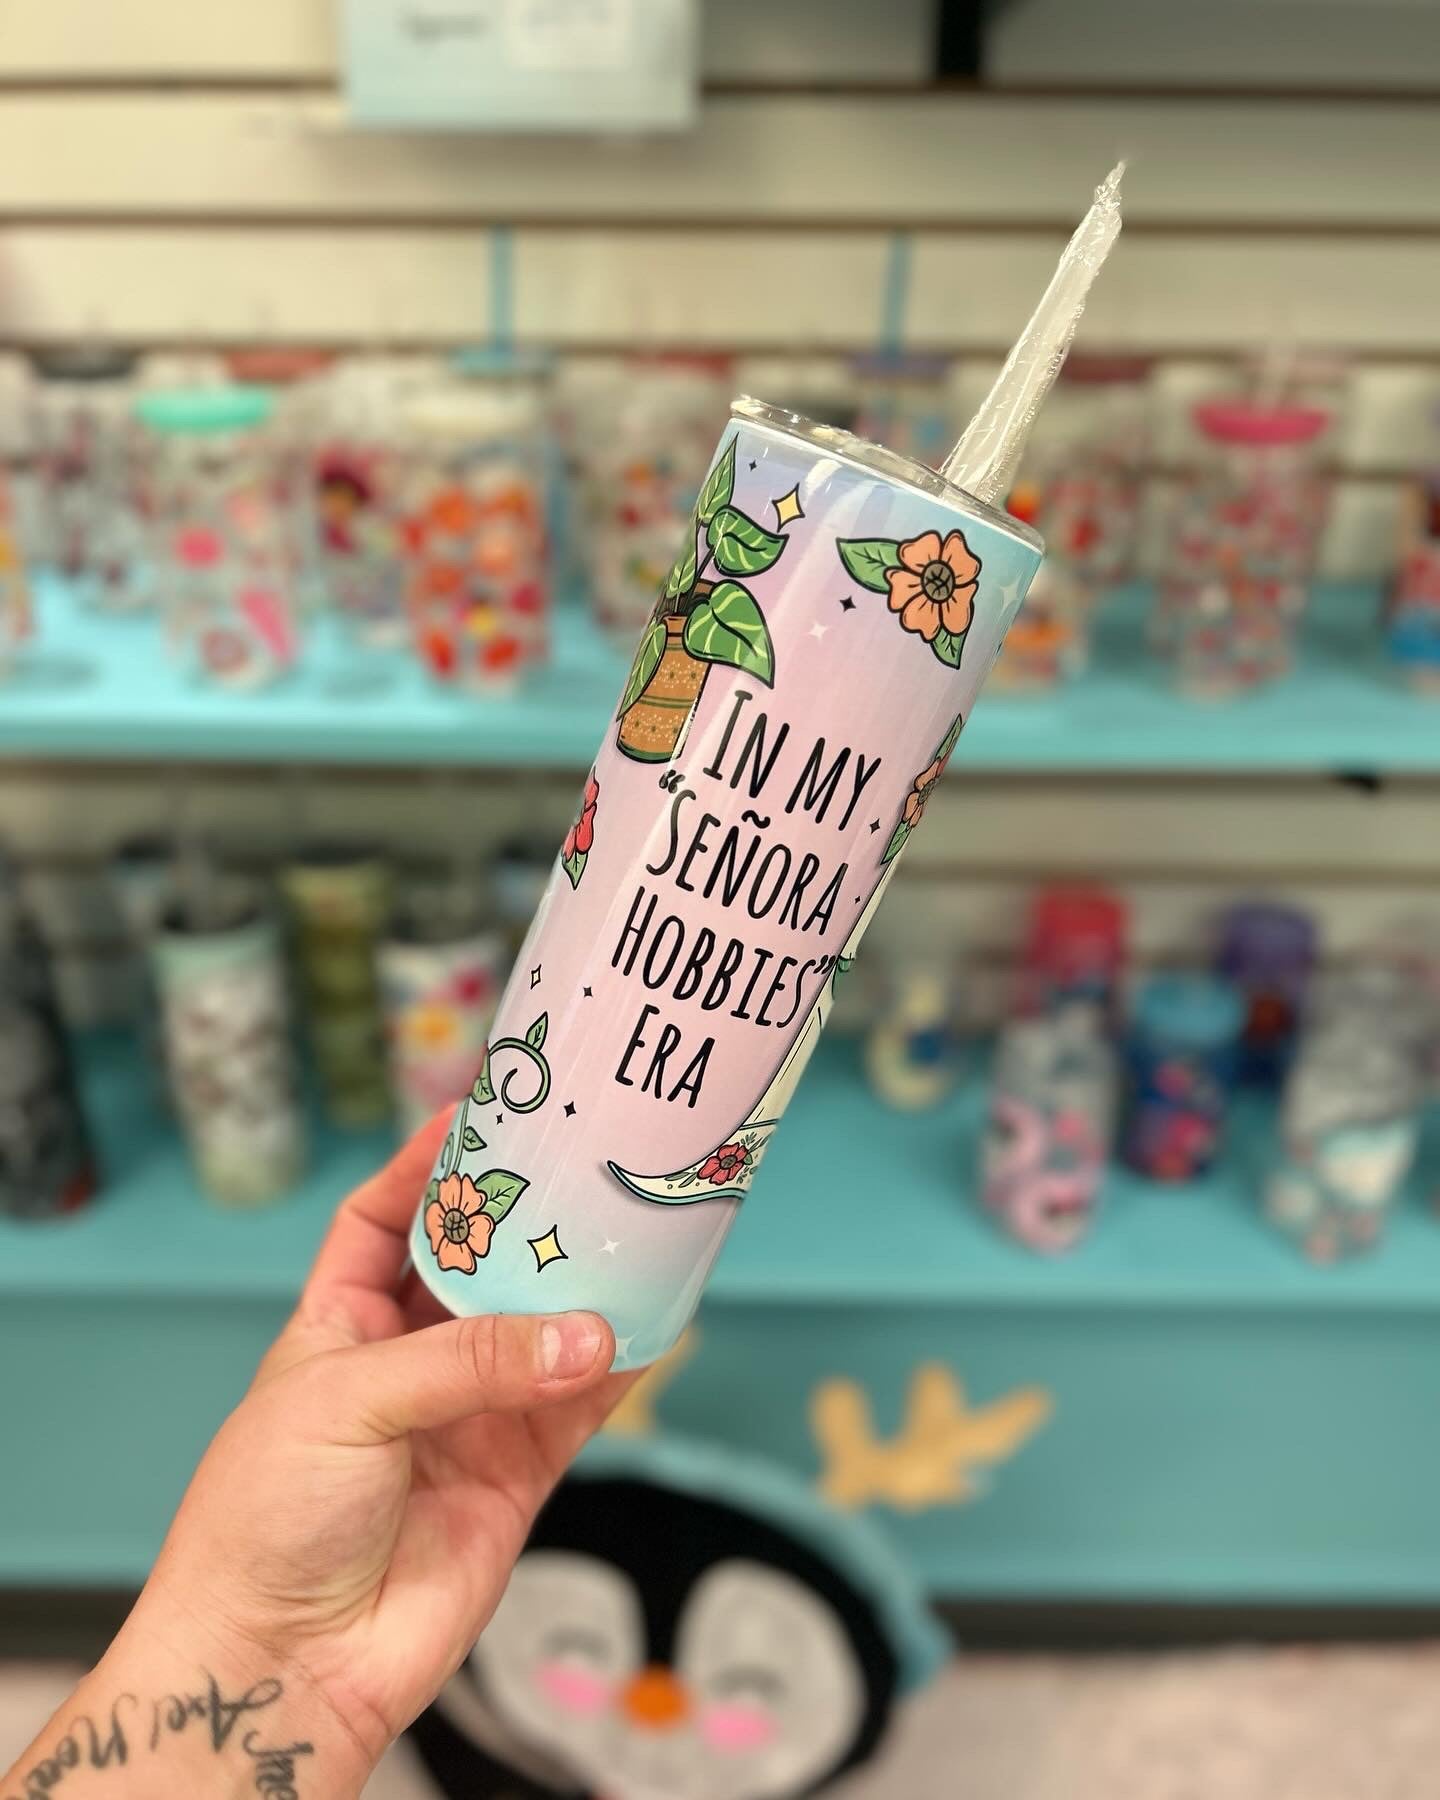 In my
“Señora
Hobbies”
Era